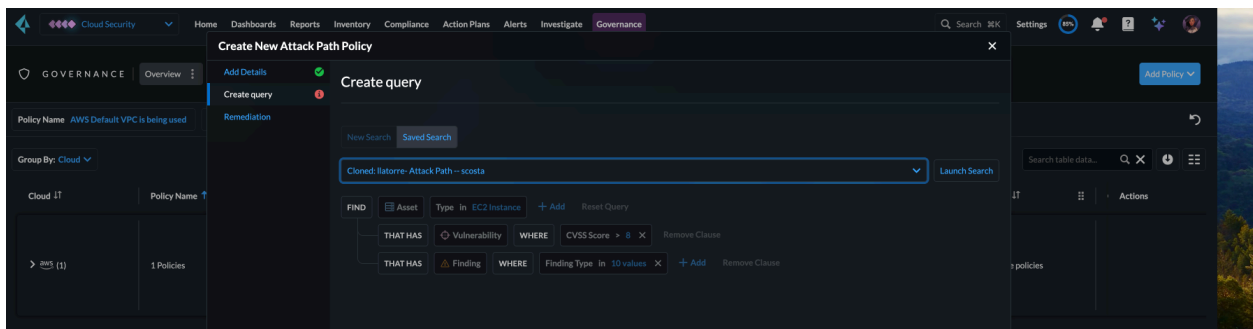 Cloud Security Home Dashboards Reports Inventory Compliance Action Plans Alerts Investigate Governance Search ⌘K Settings 85%
Create New Attack Path Policy
GOVERNANCE Overview
Add Policy
Add Details
Create query
Remediation
Create query
Policy Name AWS Default VPC is being used
New Search Saved Search
Group By: Cloud
Search table data...
Cloned: llatorre- Attack Path -- scosta
Launch Search
Cloud Policy Name
Actions
FIND Asset Type in EC2 Instance + Add Reset Query
THAT HAS Vulnerability WHERE CVSS Score > 8 × Remove Clause
THAT HAS Finding WHERE Finding Type in 10 values × + Add Remove Clause
aws (1) 1 Policies
policies